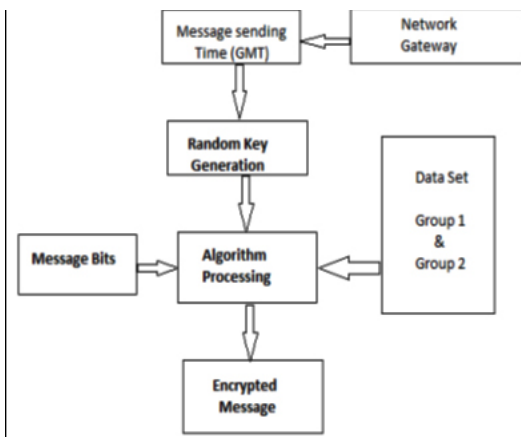 Message sending
Time (GMT)
Network
Gateway
Random Key
Generation
Data Set
Group 1
&
Group 2
Message Bits
Algorithm
Processing
Encrypted
Message